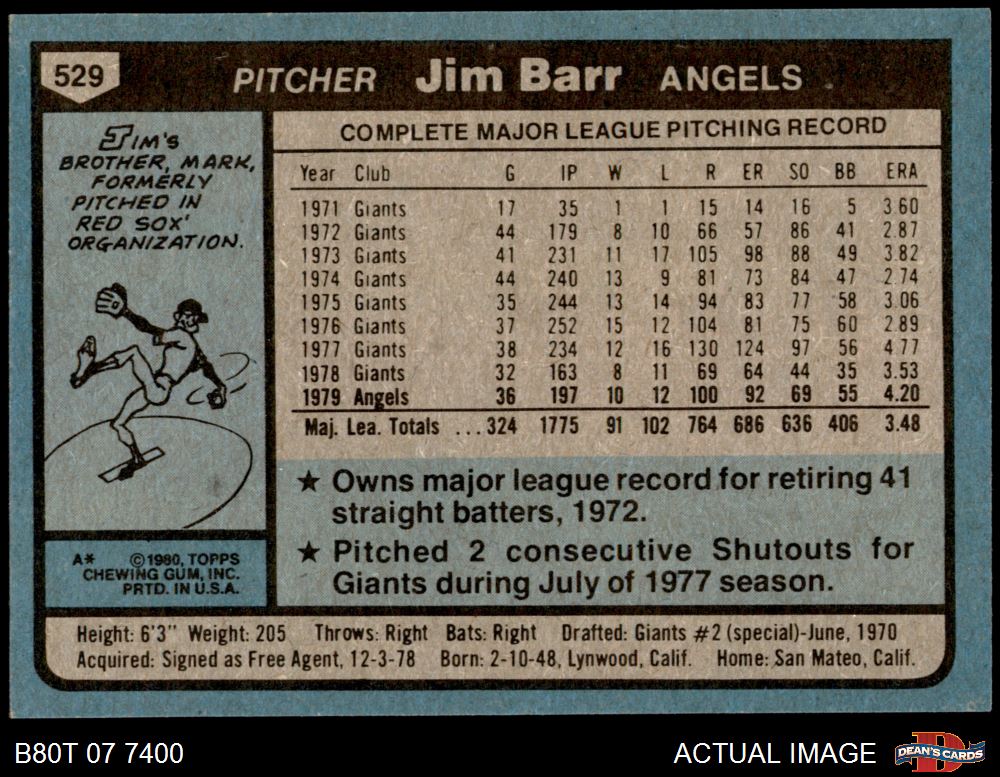 529
PITCHER Jim Barr ANGELS
JIM'S
BROTHER, MARK,
FORMERLY
PITCHED IN
RED SOX'
ORGANIZATION.
COMPLETE MAJOR LEAGUE PITCHING RECORD
Year Club G IP W L R ER SO BB ERA
1971 Giants 17 35 1 1 15 14 16 5 3.60
1972 Giants 44 179 8 10 66 57 86 41 2.87
1973 Giants 41 231 11 17 105 98 88 49 3.82
1974 Giants 44 240 13 9 81 73 84 47 2.74
1975 Giants 35 244 13 14 94 83 77 58 3.06
1976 Giants 37 252 15 12 104 81 75 60 2.89
1977 Giants 38 234 12 16 130 124 97 56 4.77
1978 Giants 32 163 8 11 69 64 44 35 3.53
1979 Angels 36 197 10 12 100 92 69 55 4.20
Maj. Lea. Totals ...324 1775 91 102 764 686 636 406 3.48
★ Owns major league record for retiring 41
straight batters, 1972.
★ Pitched 2 consecutive Shutouts for
Giants during July of 1977 season.
A* ©1980, TOPPS
CHEWING GUM, INC.
PRTD. IN U.S.A.
Height: 6'3" Weight: 205 Throws: Right Bats: Right Drafted: Giants #2 (special)-June, 1970
Acquired: Signed as Free Agent, 12-3-78 Born: 2-10-48, Lynwood, Calif. Home: San Mateo, Calif.
B80T 07 7400
ACTUAL IMAGE
D
DEAN'S CARDS